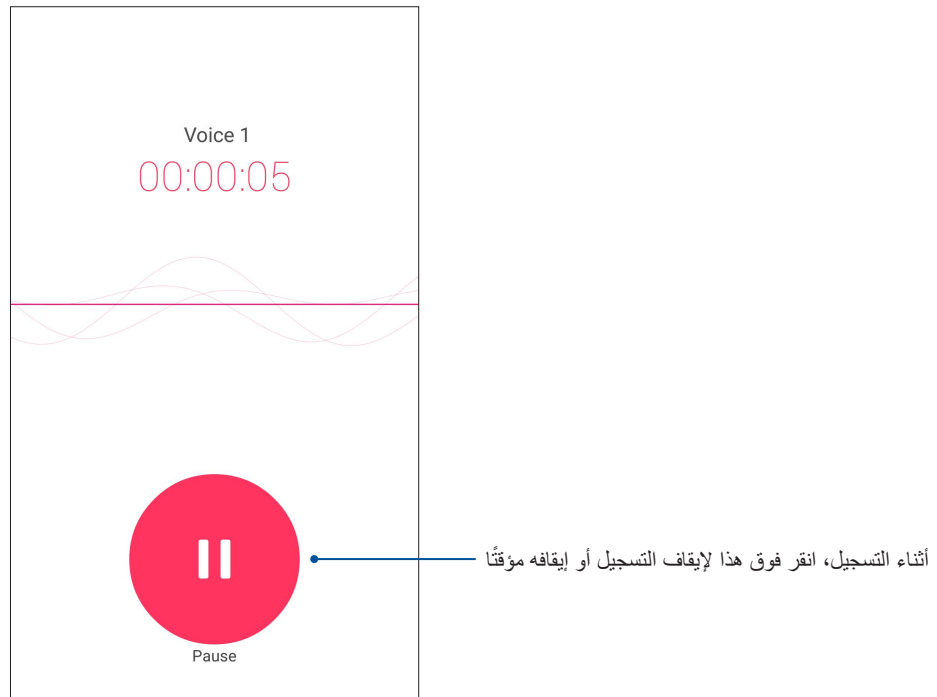 Voice 1
00:00:05
أثناء التسجيل، انقر فوق هذا لإيقاف التسجيل أو إيقافه مؤقتًا
Pause